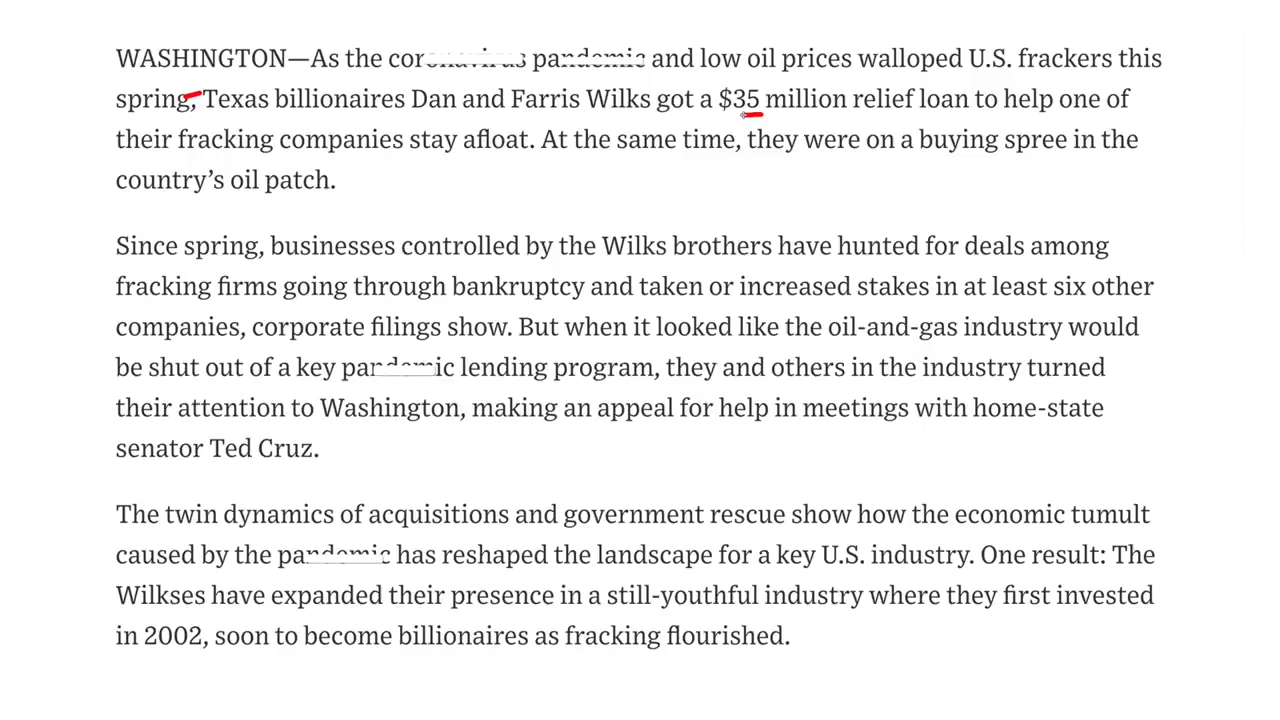 WASHINGTON—As the coronavirus pandemic and low oil prices walloped U.S. frackers this
spring, Texas billionaires Dan and Farris Wilks got a $35 million relief loan to help one of
their fracking companies stay afloat. At the same time, they were on a buying spree in the
country’s oil patch.
Since spring, businesses controlled by the Wilks brothers have hunted for deals among
fracking firms going through bankruptcy and taken or increased stakes in at least six other
companies, corporate filings show. But when it looked like the oil-and-gas industry would
be shut out of a key pandemic lending program, they and others in the industry turned
their attention to Washington, making an appeal for help in meetings with home-state
senator Ted Cruz.
The twin dynamics of acquisitions and government rescue show how the economic tumult
caused by the pandemic has reshaped the landscape for a key U.S. industry. One result: The
Wilkses have expanded their presence in a still-youthful industry where they first invested
in 2002, soon to become billionaires as fracking flourished.